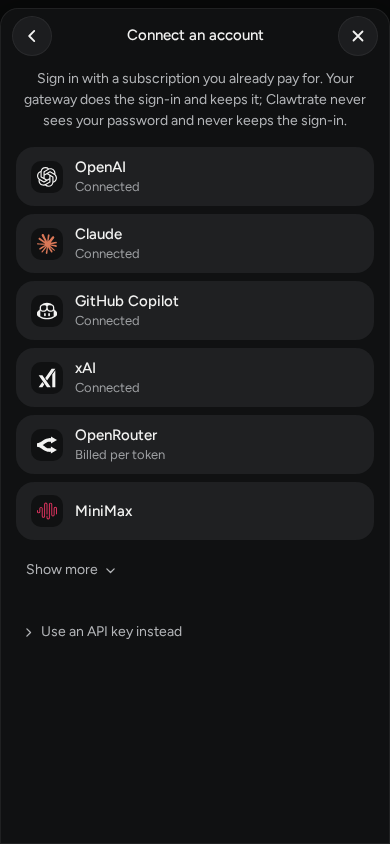 Connect an account
Sign in with a subscription you already pay for. Your
gateway does the sign-in and keeps it; Clawtrate never
sees your password and never keeps the sign-in.
OpenAI
Connected
Claude
Connected
GitHub Copilot
Connected
xAI
Connected
OpenRouter
Billed per token
MiniMax
Show more
Use an API key instead